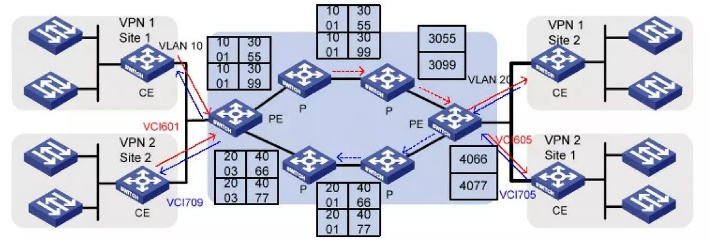 VPN 1
Site 1
VLAN 10
CE
10 30
01 55
10 30
01 99
10 30
01 55
10 30
01 99
3055
3099
VPN 1
Site 2
VLAN 20
CE
P
P
PE
PE
VPN 2
Site 2
VCI601
CE
VCI709
20 40
03 66
20 40
03 77
P
P
20 40
01 66
20 40
01 77
4066
4077
VCI605
VCI705
VPN 2
Site 1
CE